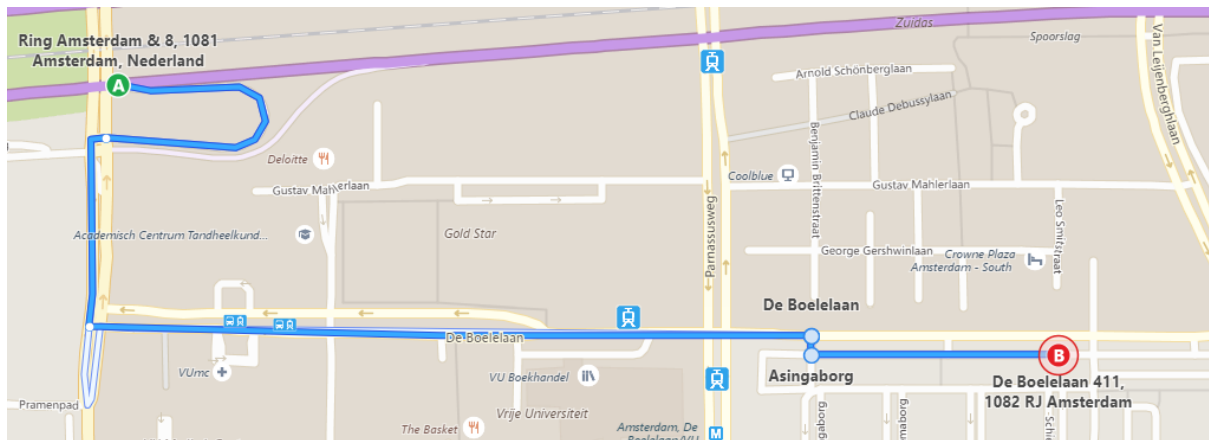 Ring Amsterdam & 8, 1081
Amsterdam, Nederland
A
Zuidas
Spoorslag
Van Leijenberghlaan
Arnold Schönberglaan
Claude Debussylaan
Benjamin Brittenstraat
Deloitte
Coolblue
Gustav Mahlerlaan
Gustav Mahlerlaan
Leo Smitstraat
Academisch Centrum Tandheelkund...
Gold Star
Parnassusweg
George Gershwinlaan
Crowne Plaza
Amsterdam - South
De Boelelaan
De Boelelaan
B
VUmc
VU Boekhandel
Asingaborg
De Boelelaan 411,
1082 RJ Amsterdam
Pramenpad
Vrije Universiteit
The Basket
Amsterdam, De
M